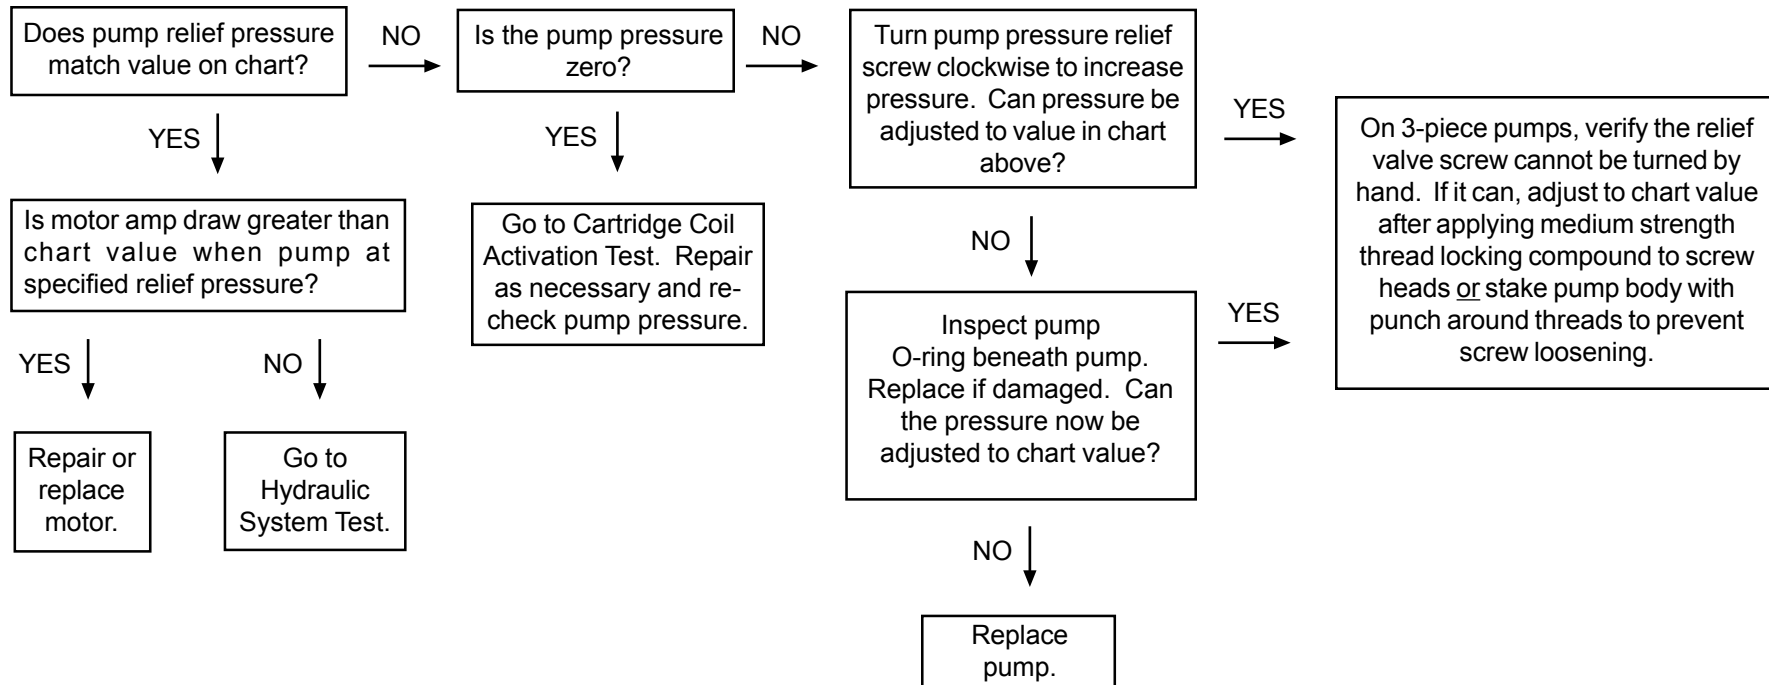 Does pump relief pressure
match value on chart?
NO
Is the pump pressure
zero?
NO
Turn pump pressure relief
screw clockwise to increase
pressure.  Can pressure be
adjusted to value in chart
above?
YES
On 3-piece pumps, verify the relief
valve screw cannot be turned by
hand.  If it can, adjust to chart value
after applying medium strength
thread locking compound to screw
heads or stake pump body with
punch around threads to prevent
screw loosening.
YES
YES
Is motor amp draw greater than
chart value when pump at
specified relief pressure?
Go to Cartridge Coil
Activation Test.  Repair
as necessary and re-
check pump pressure.
NO
Inspect pump
O-ring beneath pump.
Replace if damaged.  Can
the pressure now be
adjusted to chart value?
YES
YES
NO
Repair or
replace
motor.
Go to
Hydraulic
System Test.
NO
Replace
pump.